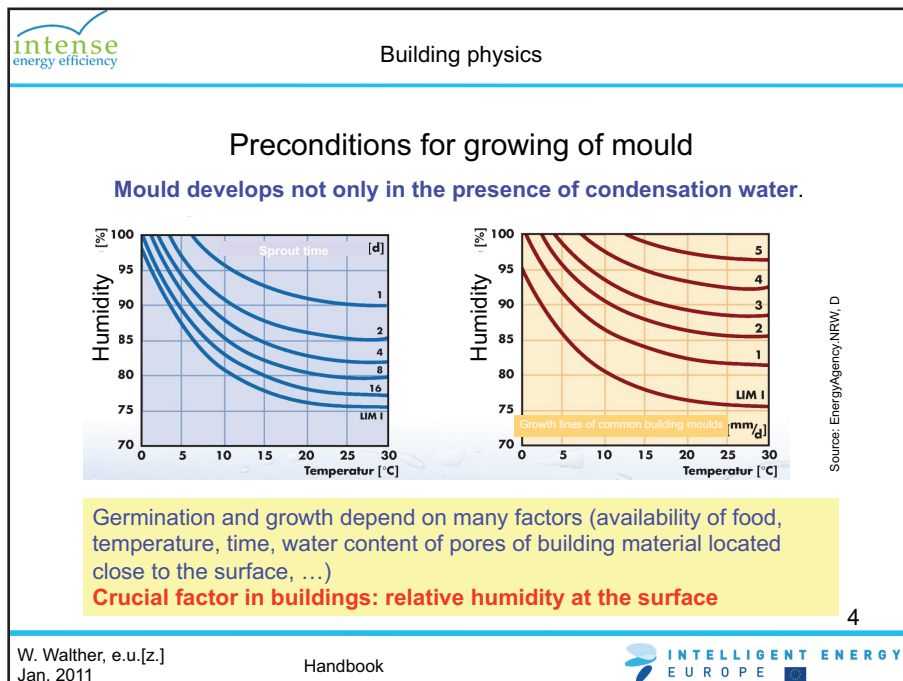 intense
energy efficiency
Building physics
Preconditions for growing of mould
Mould develops not only in the presence of condensation water.
Humidity [%]
100
95
90
85
80
75
70
Sprout time [d]
1
2
4
8
16
LIM I
0 5 10 15 20 25 30
Temperatur [°C]
Humidity [%]
100
95
90
85
80
75
70
5
4
3
2
1
LIM I
Growth lines of common building moulds [mm/d]
0 5 10 15 20 25 30
Temperatur [°C]
Source: EnergyAgency.NRW, D
Germination and growth depend on many factors (availability of food,
temperature, time, water content of pores of building material located
close to the surface, …)
Crucial factor in buildings: relative humidity at the surface
4
W. Walther, e.u.[z.]
Jan. 2011
Handbook
INTELLIGENT ENERGY
EUROPE